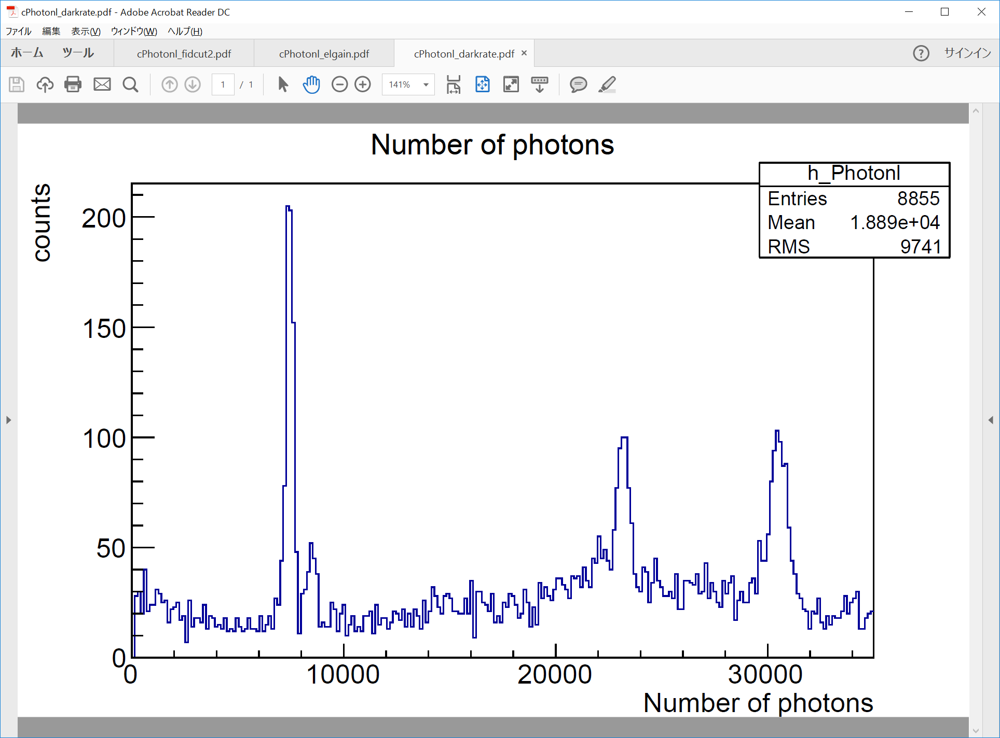 cPhotonl_darkrate.pdf - Adobe Acrobat Reader DC
ファイル 編集 表示(V) ウィンドウ(W) ヘルプ(H)
ホーム ツール cPhotonl_fidcut2.pdf cPhotonl_elgain.pdf cPhotonl_darkrate.pdf × ? サインイン
1 / 1 141%
Number of photons
h_Photonl
Entries 8855
Mean 1.889e+04
RMS 9741
counts
200
150
100
50
0
0 10000 20000 30000
Number of photons